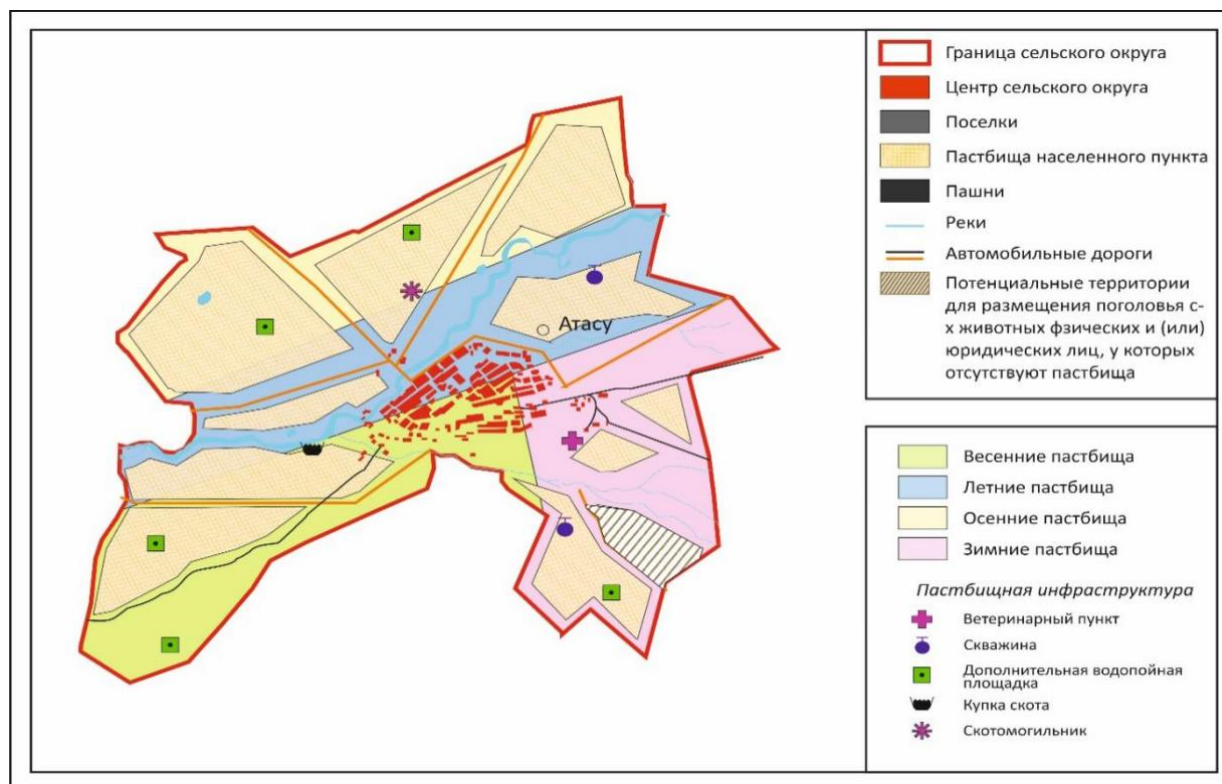 Атасу
Граница сельского округа
Центр сельского округа
Поселки
Пастбища населенного пункта
Пашни
Реки
Автомобильные дороги
Потенциальные территории
для размещения поголовья с-
х животных фзических и (или)
юридических лиц, у которых
отсутствуют пастбища
Весенние пастбища
Летние пастбища
Осенние пастбища
Зимние пастбища
Пастбищная инфраструктура
Ветеринарный пункт
Скважина
Дополнительная водопойная
площадка
Купка скота
Скотомогильник